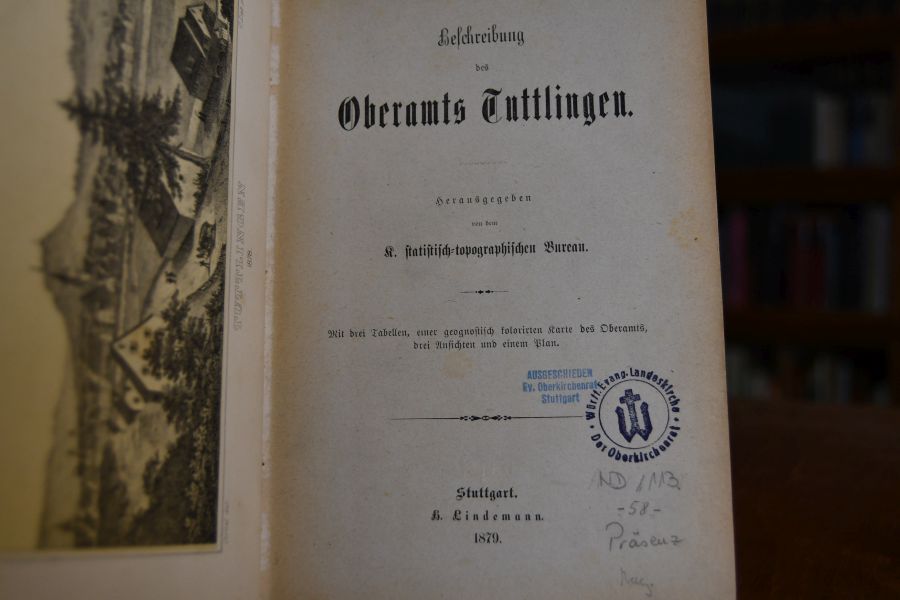 Beschreibung
des
Oberamts Tuttlingen.
Herausgegeben
von dem
K. statistisch-topographischen Bureau.
Mit drei Tabellen, einer geognostisch kolorirten Karte des Oberamts,
drei Ansichten und einem Plan.
AUSGESCHIEDEN
Ev. Oberkirchenrat
Stuttgart
Württ. Evang. Landeskirche
Der Oberkirchenrat
Stuttgart.
H. Lindemann.
1879.
AND / 113
-58-
Präsenz